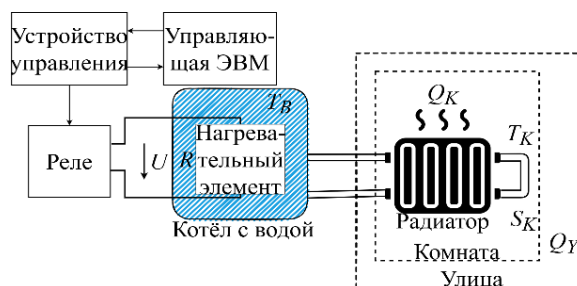 Устройство
управления
Управляю-
щая ЭВМ
Реле
U
R
T_B
Нагрева-
тельный
элемент
Котёл с водой
Q_K
T_K
S_K
Радиатор
Комната
Улица
Q_Y